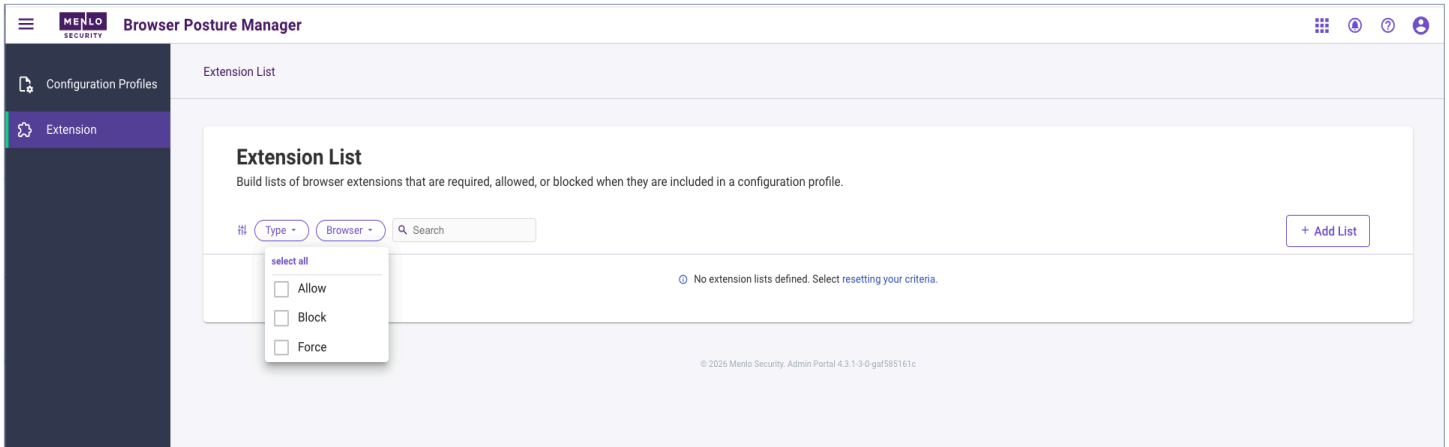 MENLO
SECURITY
Browser Posture Manager
Configuration Profiles
Extension
Extension List
Extension List
Build lists of browser extensions that are required, allowed, or blocked when they are included in a configuration profile.
Type
Browser
Search
+ Add List
select all
Allow
Block
Force
No extension lists defined. Select resetting your criteria.
© 2026 Menlo Security. Admin Portal 4.3.1-3-0-gaf585161c